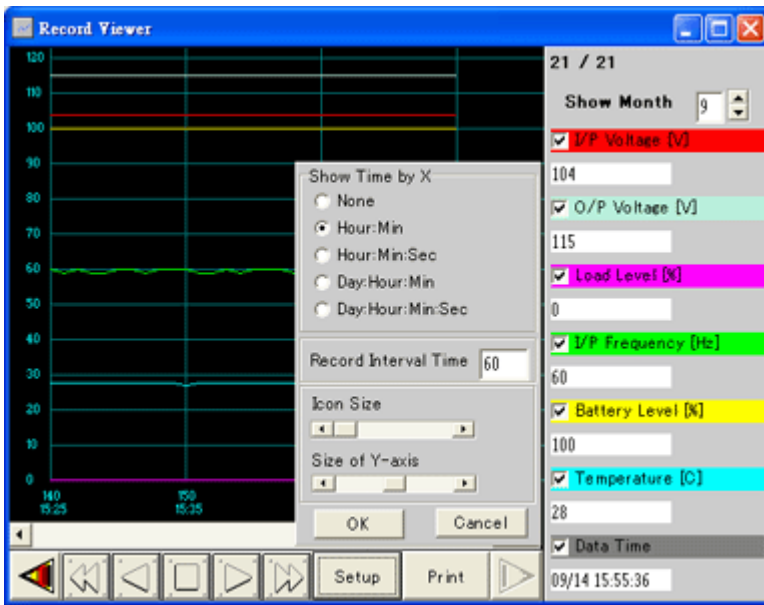 Record Viewer
120
110
100
90
80
70
60
50
40
30
20
10
0
140
15:25
150
15:25
Show Time by X
None
Hour:Min
Hour:Min:Sec
Day:Hour:Min
Day:Hour:Min:Sec
Record Interval Time 60
Icon Size
Size of Y-axis
OK Cancel
Setup Print
21 / 21
Show Month 9
I/P Voltage [V]
104
O/P Voltage [V]
115
Load Level [%]
0
I/P Frequency [Hz]
60
Battery Level [%]
100
Temperature [C]
28
Data Time
09/14 15:55:36